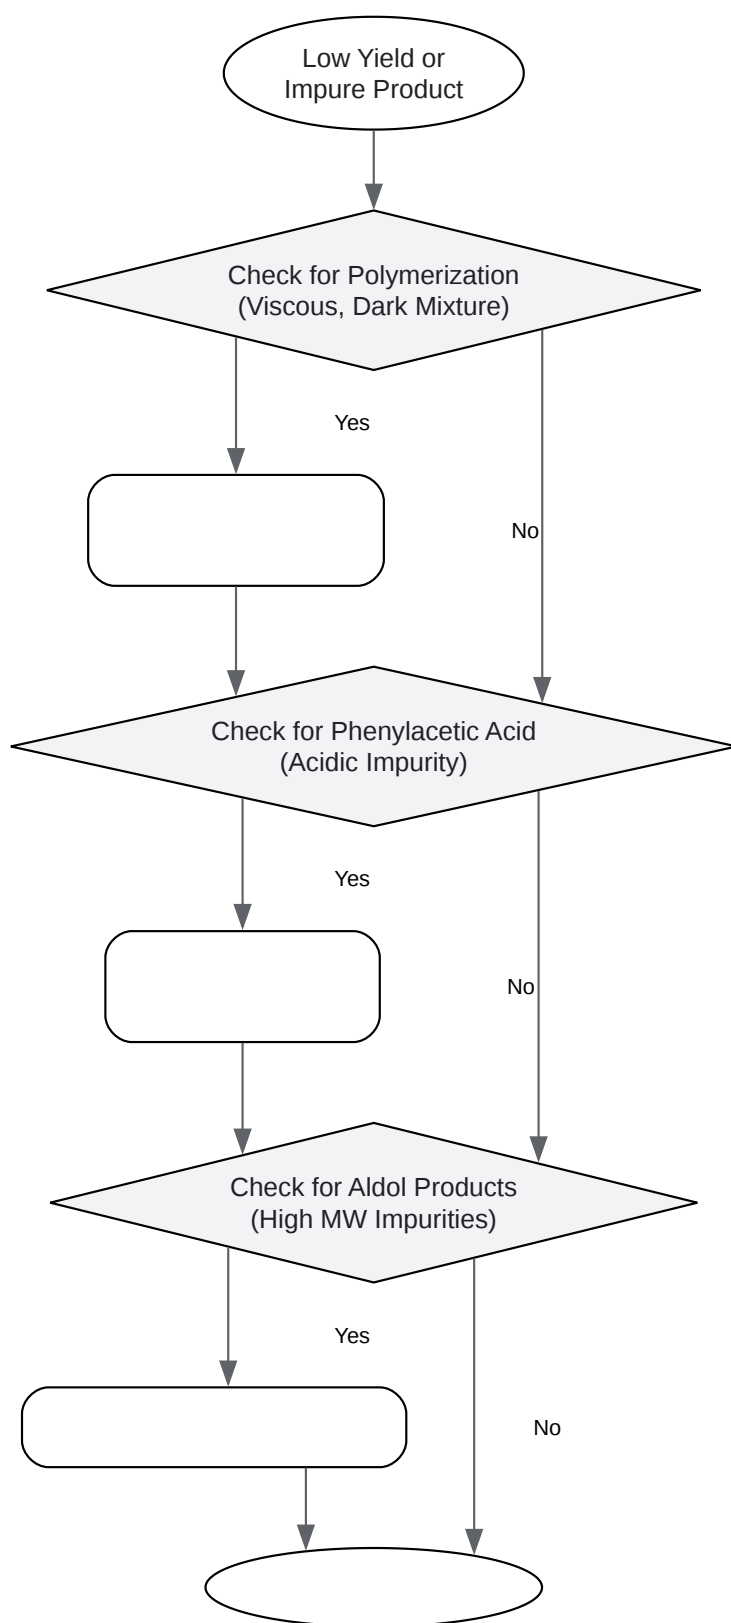 Low Yield or
Impure Product
Check for Polymerization
(Viscous, Dark Mixture)
Yes
No
Check for Phenylacetic Acid
(Acidic Impurity)
Yes
No
Check for Aldol Products
(High MW Impurities)
Yes
No